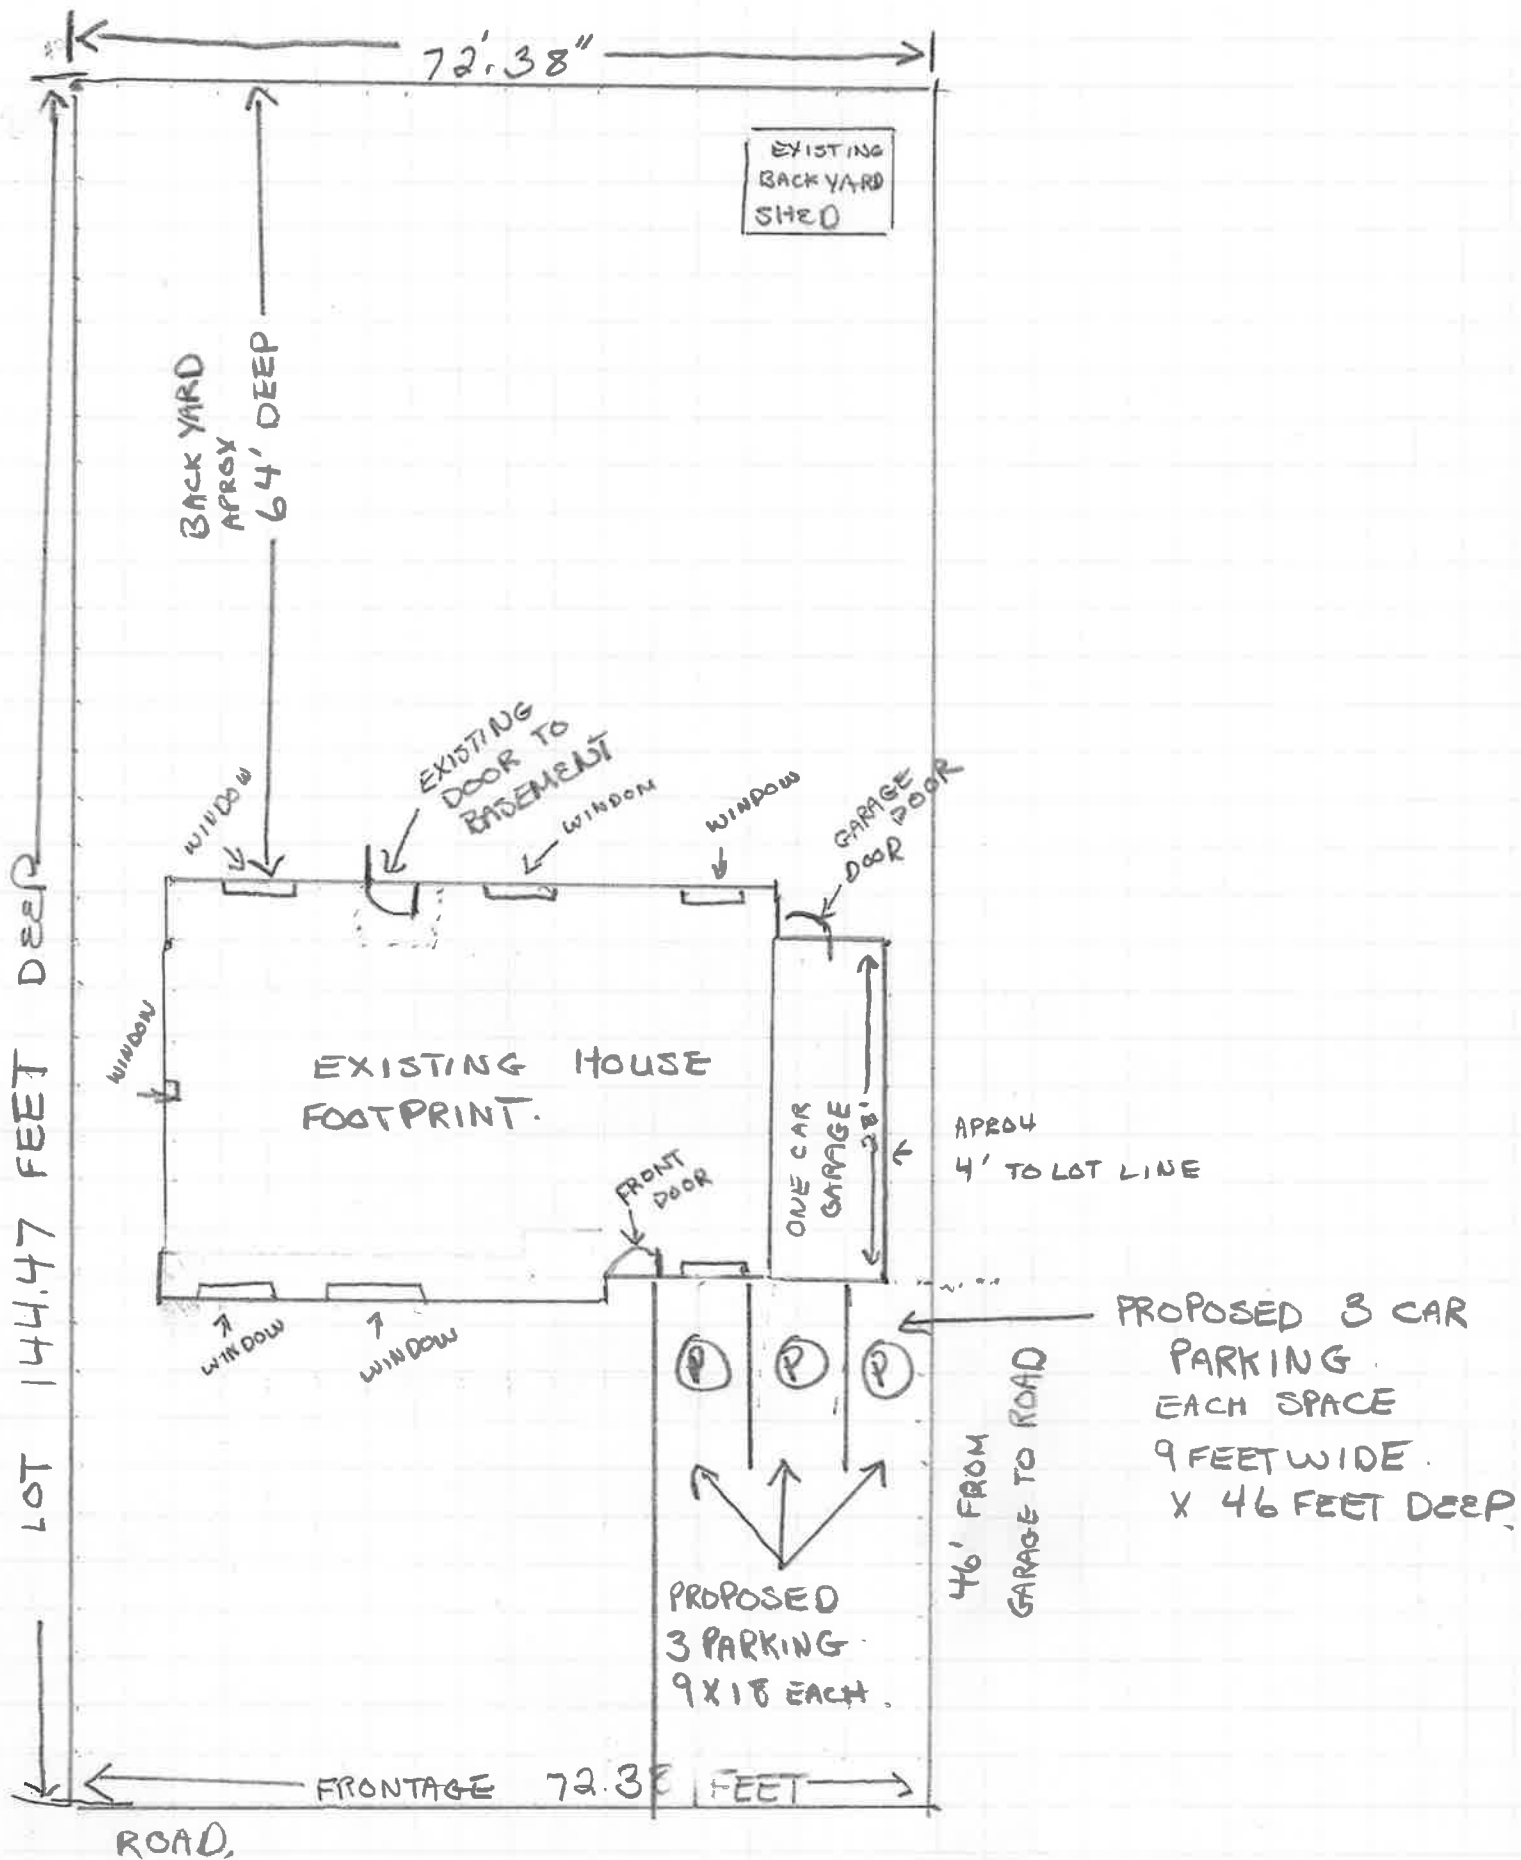 72'.38"
EXISTING
BACKYARD
SHED
BACK YARD
APROX
64' DEEP
LOT 144.47 FEET DEEP
WINDOW
EXISTING
DOOR TO
BASEMENT
WINDOW
WINDOW
GARAGE
DOOR
DOOR
WINDOW
EXISTING HOUSE
FOOTPRINT.
ONE CAR
GARAGE
28'
APROX
4' TO LOT LINE
FRONT
DOOR
WINDOW
WINDOW
P
P
P
PROPOSED 3 CAR
PARKING.
EACH SPACE
9 FEET WIDE.
X 46 FEET DEEP.
46' FROM
GARAGE TO ROAD
PROPOSED
3 PARKING.
9X18 EACH.
FRONTAGE 72.38 FEET
ROAD.